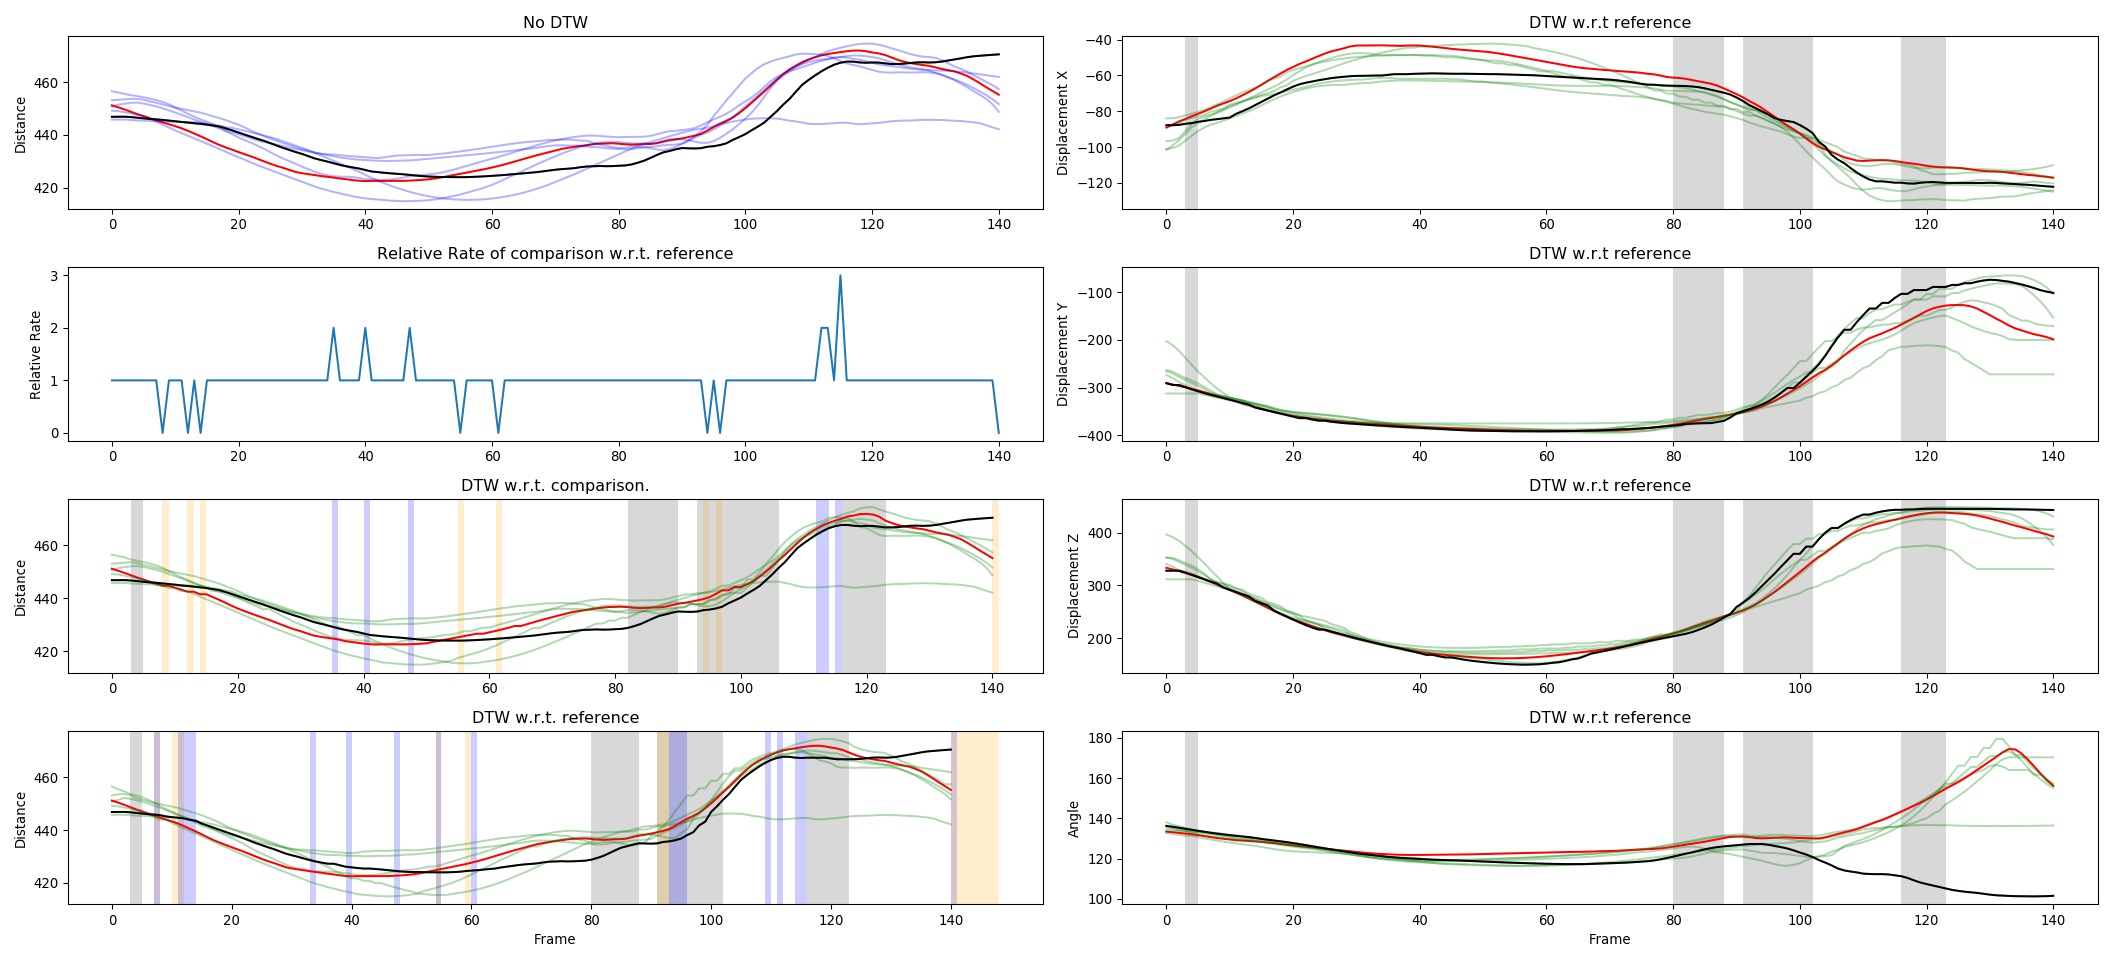 No DTW
Distance
460
440
420
0 20 40 60 80 100 120 140
Relative Rate of comparison w.r.t. reference
Relative Rate
3
2
1
0
0 20 40 60 80 100 120 140
DTW w.r.t. comparison.
Distance
460
440
420
0 20 40 60 80 100 120 140
DTW w.r.t. reference
Distance
460
440
420
0 20 40 60 80 100 120 140
Frame
DTW w.r.t reference
Displacement X
−40
−60
−80
−100
−120
0 20 40 60 80 100 120 140
DTW w.r.t reference
Displacement Y
−100
−200
−300
−400
0 20 40 60 80 100 120 140
DTW w.r.t reference
Displacement Z
400
300
200
0 20 40 60 80 100 120 140
DTW w.r.t reference
Angle
180
160
140
120
100
0 20 40 60 80 100 120 140
Frame